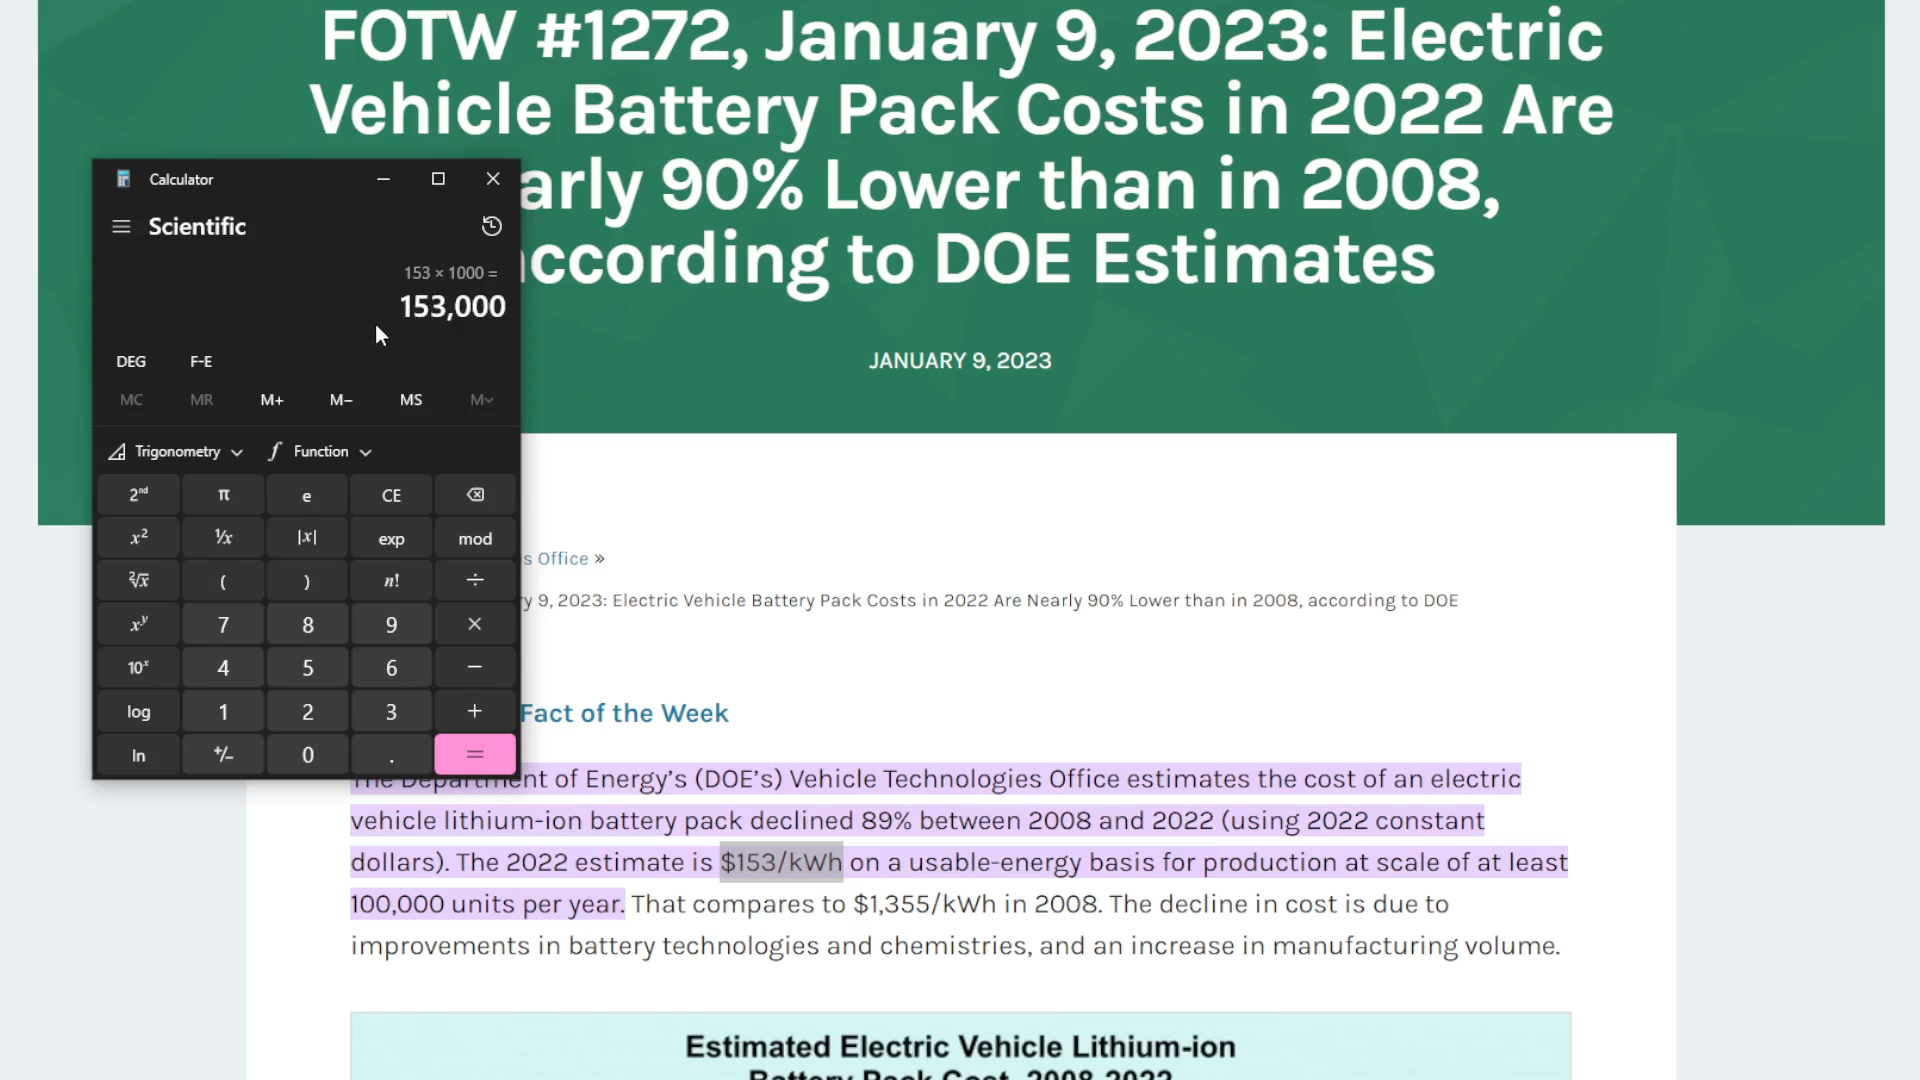 FOTW #1272, January 9, 2023: Electric
Vehicle Battery Pack Costs in 2022 Are
arly 90% Lower than in 2008,
ccording to DOE Estimates
JANUARY 9, 2023
Calculator
Scientific
153 × 1000 =
153,000
DEG F-E
MC MR M+ M− MS M
Trigonometry f Function
2nd π e CE
x² ¹/x |x| exp mod
²√x ( ) n! ÷
xʸ 7 8 9 ×
10ˣ 4 5 6 −
log 1 2 3 +
ln +/− 0 . =
s Office »
y 9, 2023: Electric Vehicle Battery Pack Costs in 2022 Are Nearly 90% Lower than in 2008, according to DOE
Fact of the Week
The Department of Energy’s (DOE’s) Vehicle Technologies Office estimates the cost of an electric
vehicle lithium-ion battery pack declined 89% between 2008 and 2022 (using 2022 constant
dollars). The 2022 estimate is $153/kWh on a usable-energy basis for production at scale of at least
100,000 units per year. That compares to $1,355/kWh in 2008. The decline in cost is due to
improvements in battery technologies and chemistries, and an increase in manufacturing volume.
Estimated Electric Vehicle Lithium-ion
Battery Pack Cost, 2008-2022